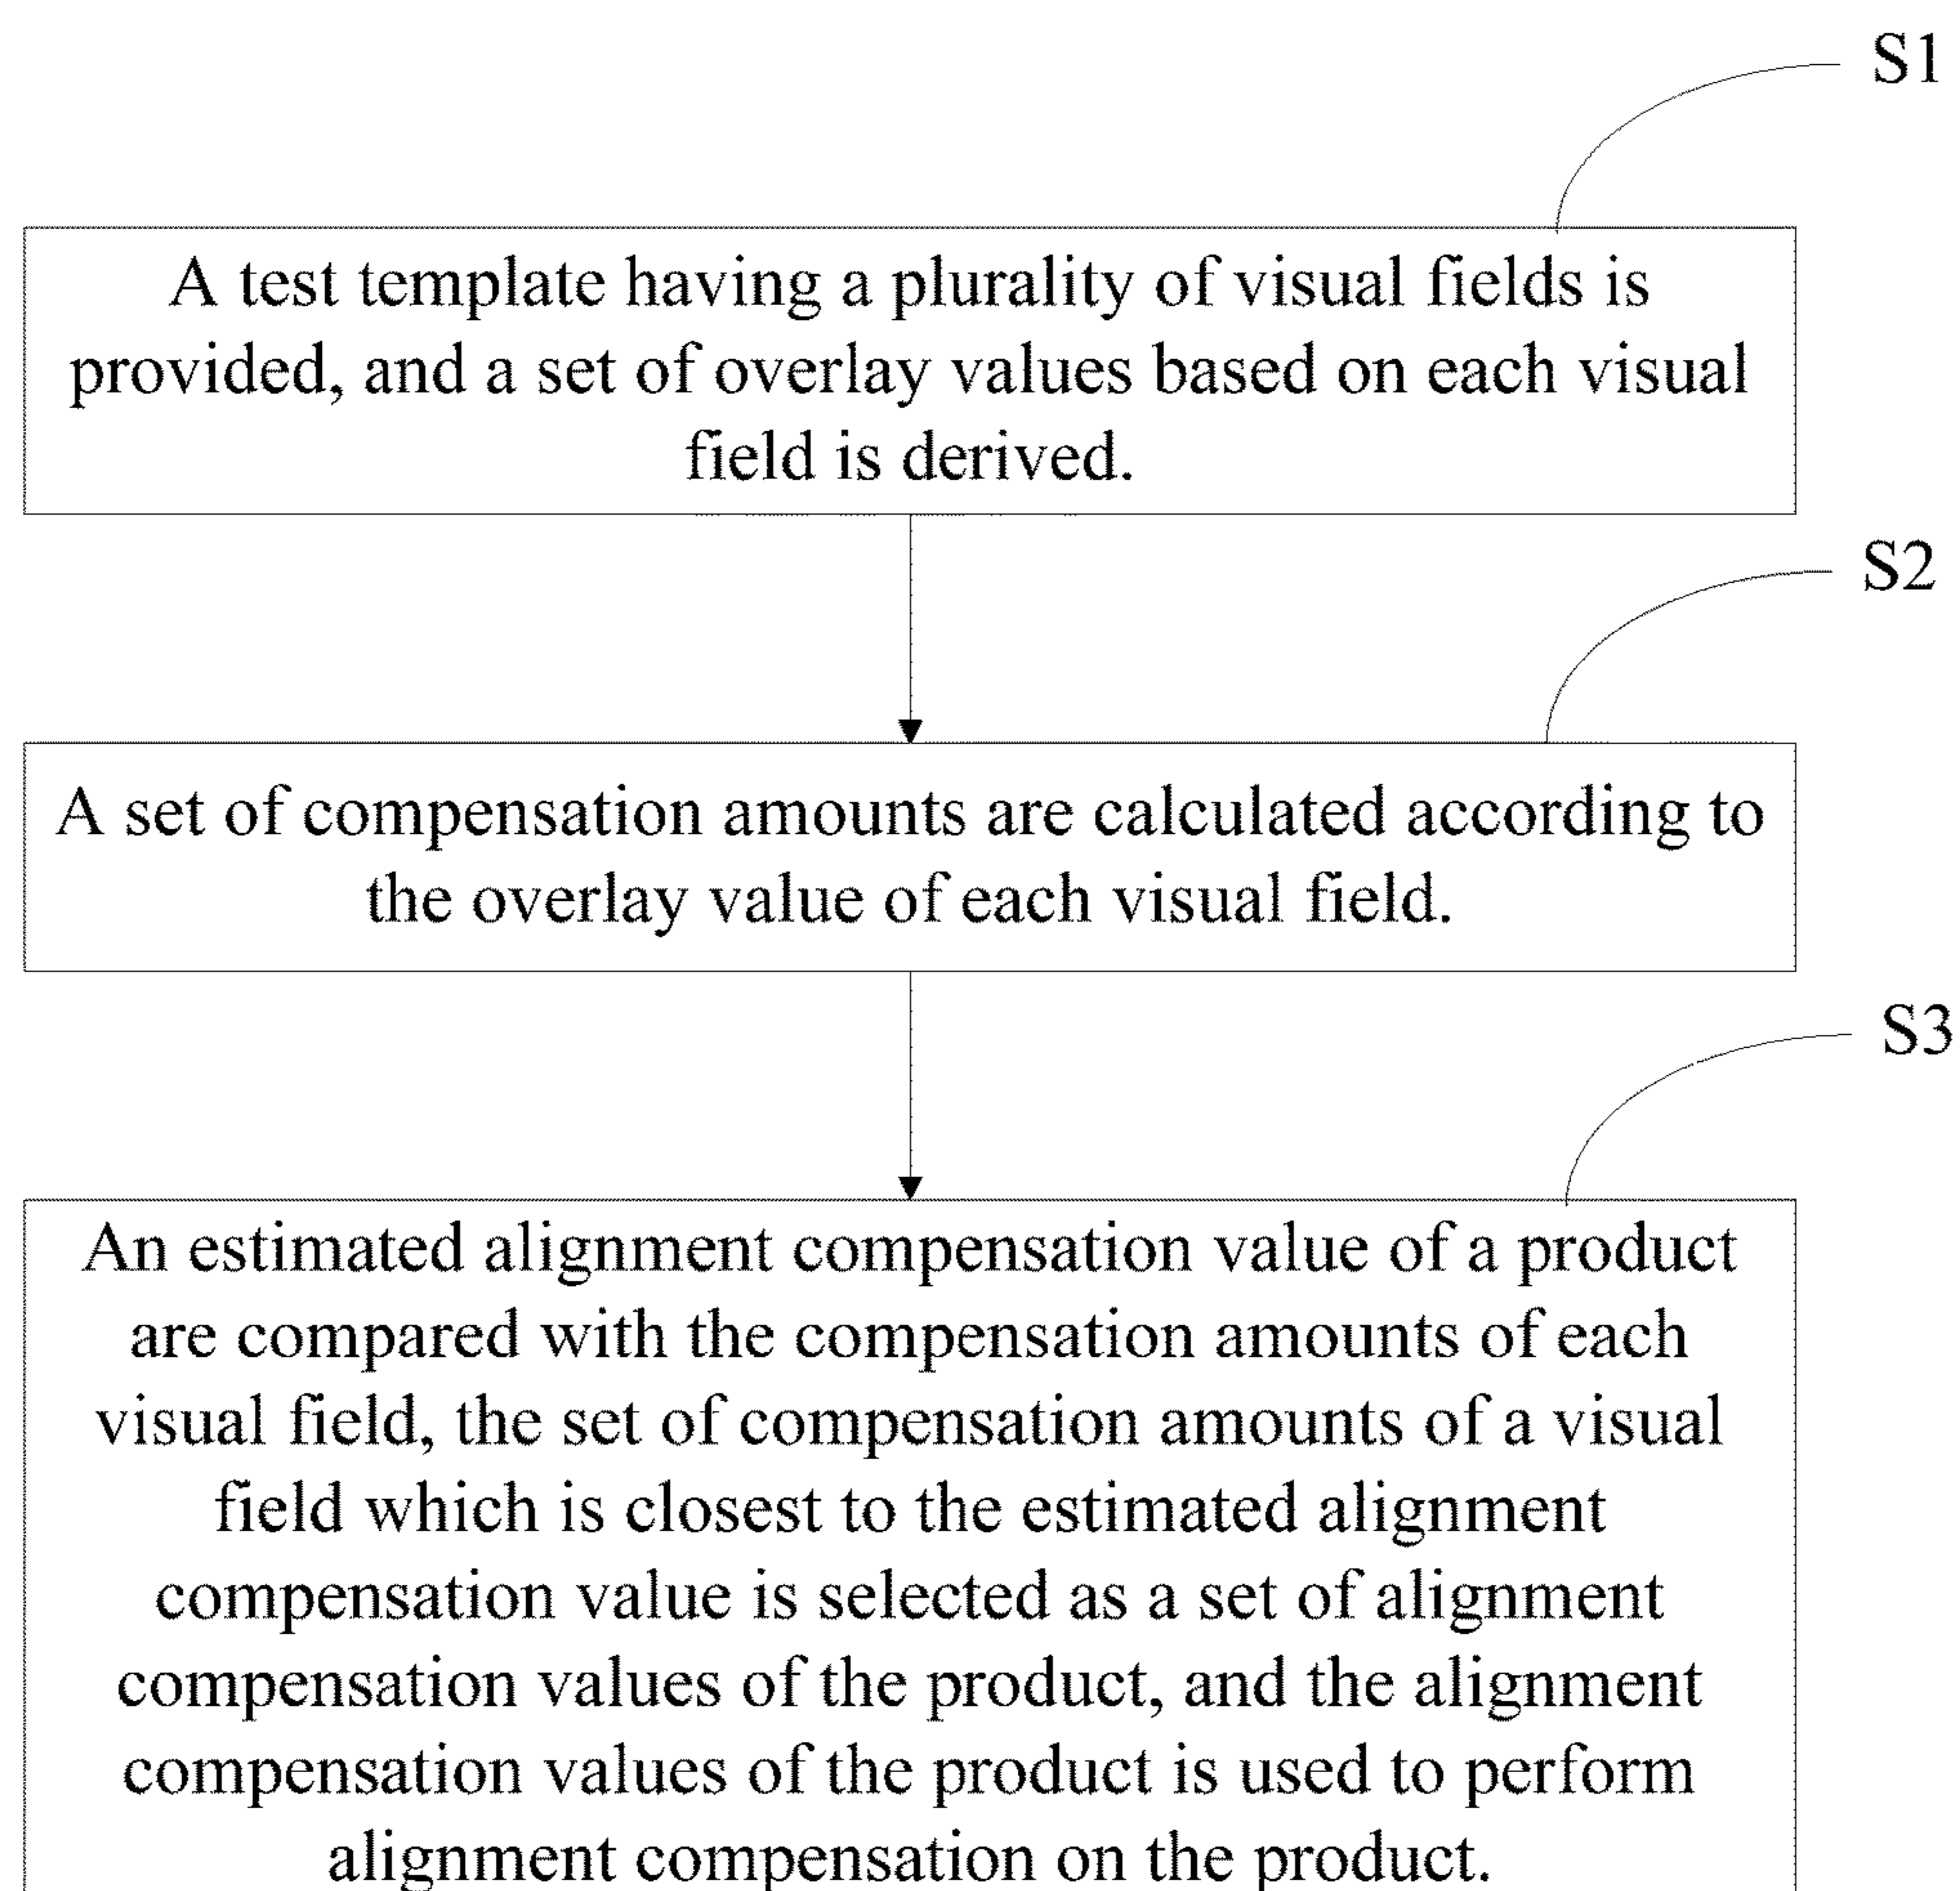 S1
A test template having a plurality of visual fields is
provided, and a set of overlay values based on each visual
field is derived.
S2
A set of compensation amounts are calculated according to
the overlay value of each visual field.
S3
An estimated alignment compensation value of a product
are compared with the compensation amounts of each
visual field, the set of compensation amounts of a visual
field which is closest to the estimated alignment
compensation value is selected as a set of alignment
compensation values of the product, and the alignment
compensation values of the product is used to perform
alignment compensation on the product.